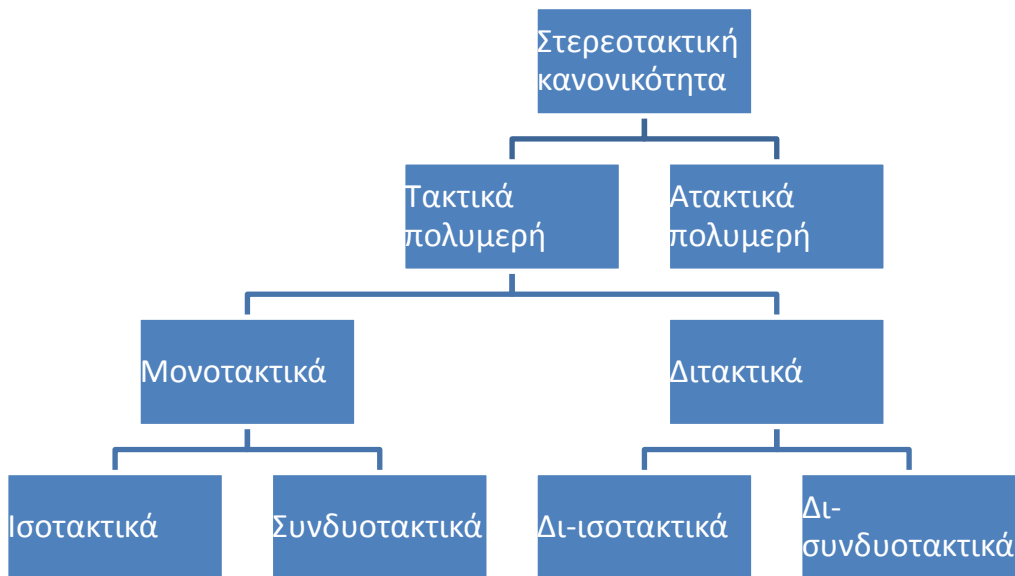 Στερεοτακτική
κανονικότητα
Τακτικά
πολυμερή
Ατακτικά
πολυμερή
Μονοτακτικά
Διτακτικά
Ισοτακτικά
Συνδυοτακτικά
Δι-ισοτακτικά
Δι-
συνδυοτακτικά